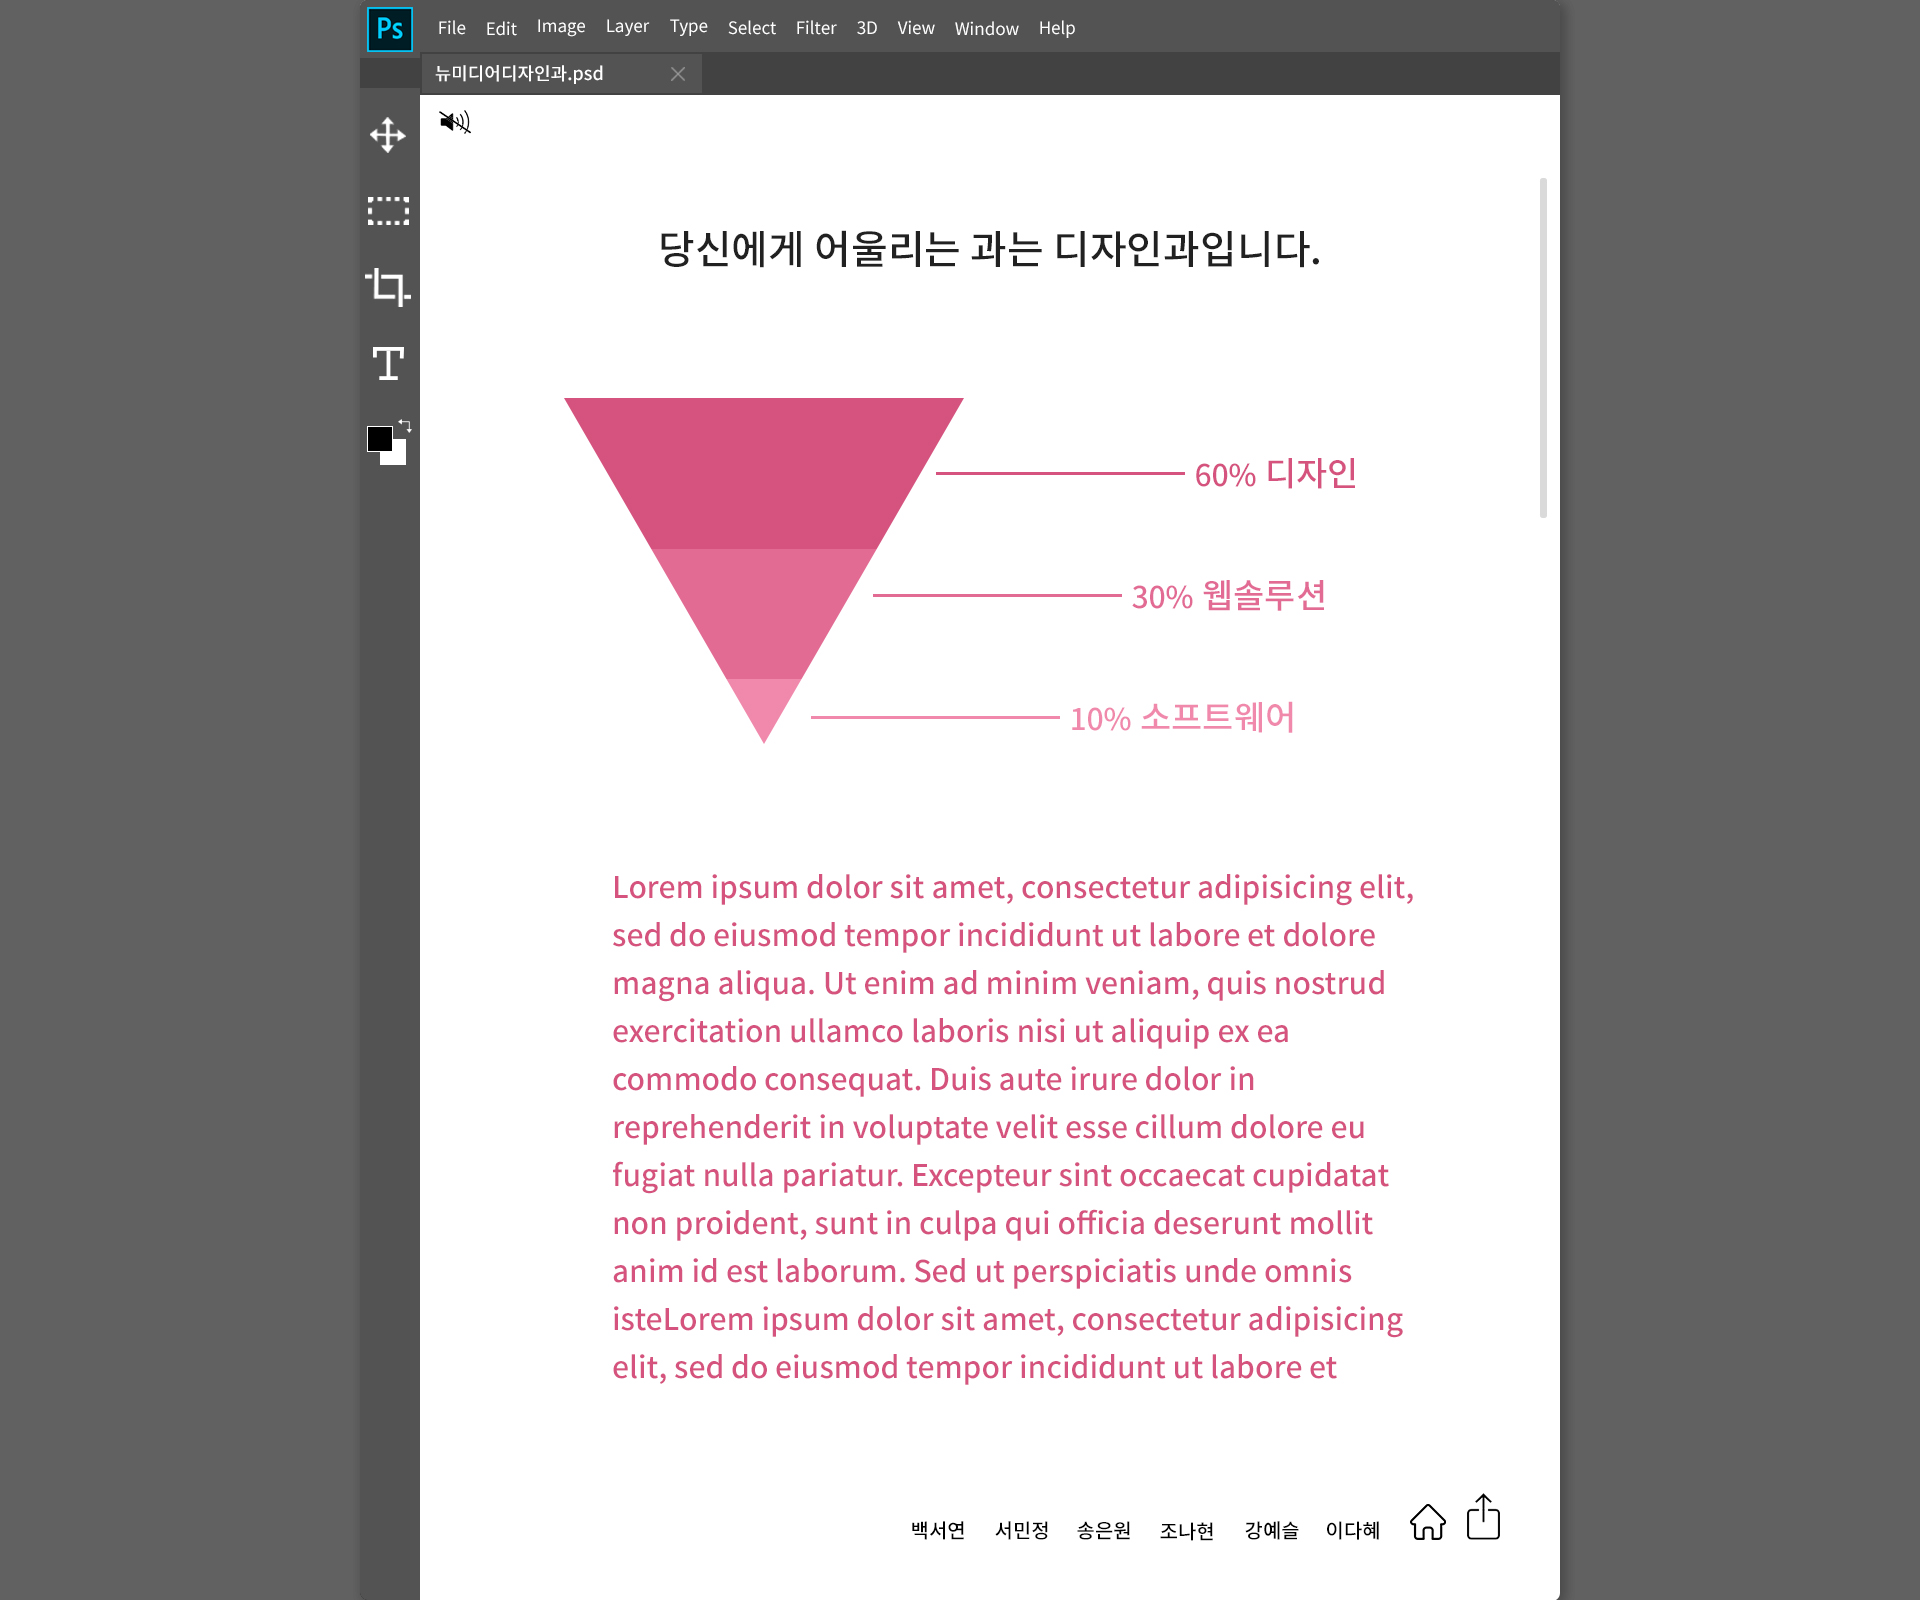 Ps File Edit Image Layer Type Select Filter 3D View Window Help
뉴미디어디자인과.psd
당신에게 어울리는 과는 디자인과입니다.
60% 디자인
30% 웹솔루션
10% 소프트웨어
Lorem ipsum dolor sit amet, consectetur adipisicing elit,
sed do eiusmod tempor incididunt ut labore et dolore
magna aliqua. Ut enim ad minim veniam, quis nostrud
exercitation ullamco laboris nisi ut aliquip ex ea
commodo consequat. Duis aute irure dolor in
reprehenderit in voluptate velit esse cillum dolore eu
fugiat nulla pariatur. Excepteur sint occaecat cupidatat
non proident, sunt in culpa qui officia deserunt mollit
anim id est laborum. Sed ut perspiciatis unde omnis
isteLorem ipsum dolor sit amet, consectetur adipisicing
elit, sed do eiusmod tempor incididunt ut labore et
백서연 서민정 송은원 조나현 강예슬 이다혜